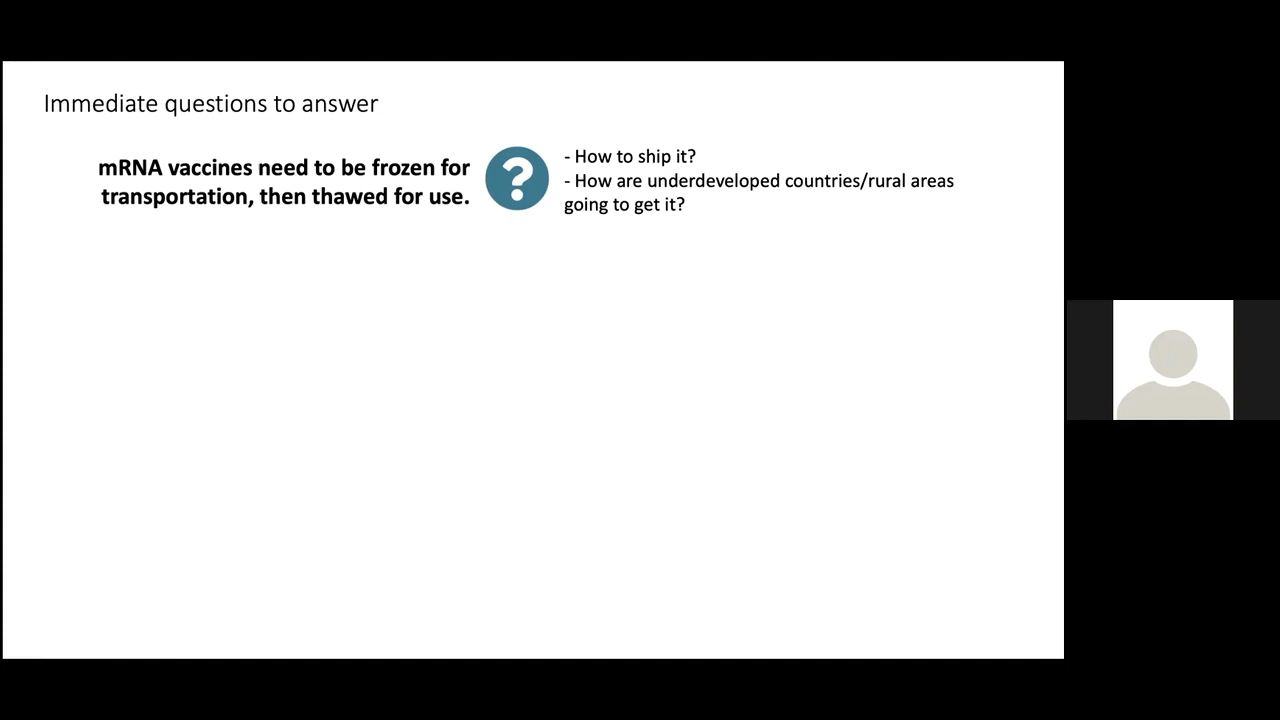 Immediate questions to answer
mRNA vaccines need to be frozen for
transportation, then thawed for use.
?
- How to ship it?
- How are underdeveloped countries/rural areas
going to get it?